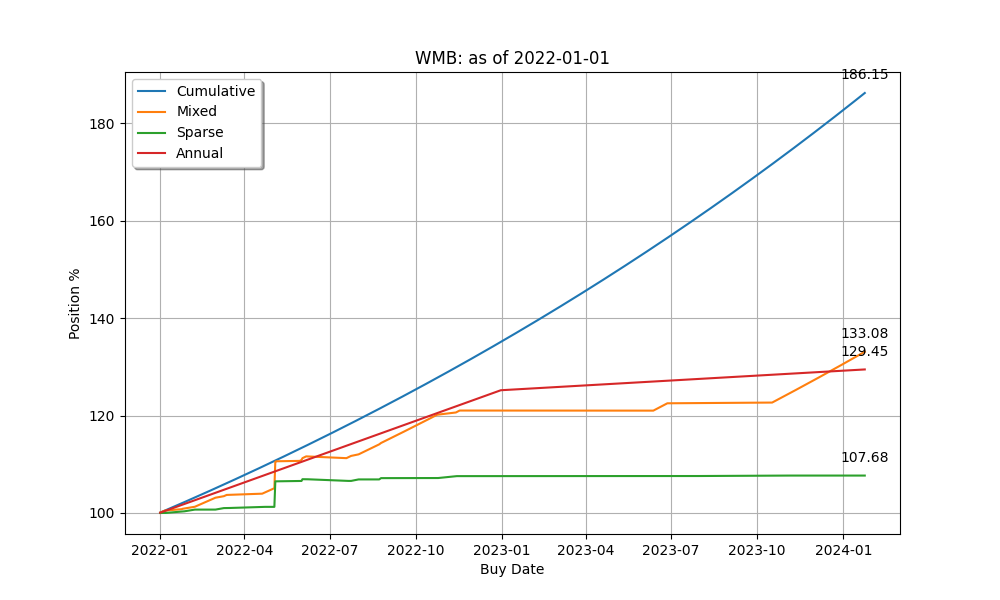 WMB: as of 2022-01-01
186.15
Cumulative
Mixed
Sparse
Annual
180
160
140
120
100
Position %
133.08
129.45
107.68
2022-01 2022-04 2022-07 2022-10 2023-01 2023-04 2023-07 2023-10 2024-01
Buy Date